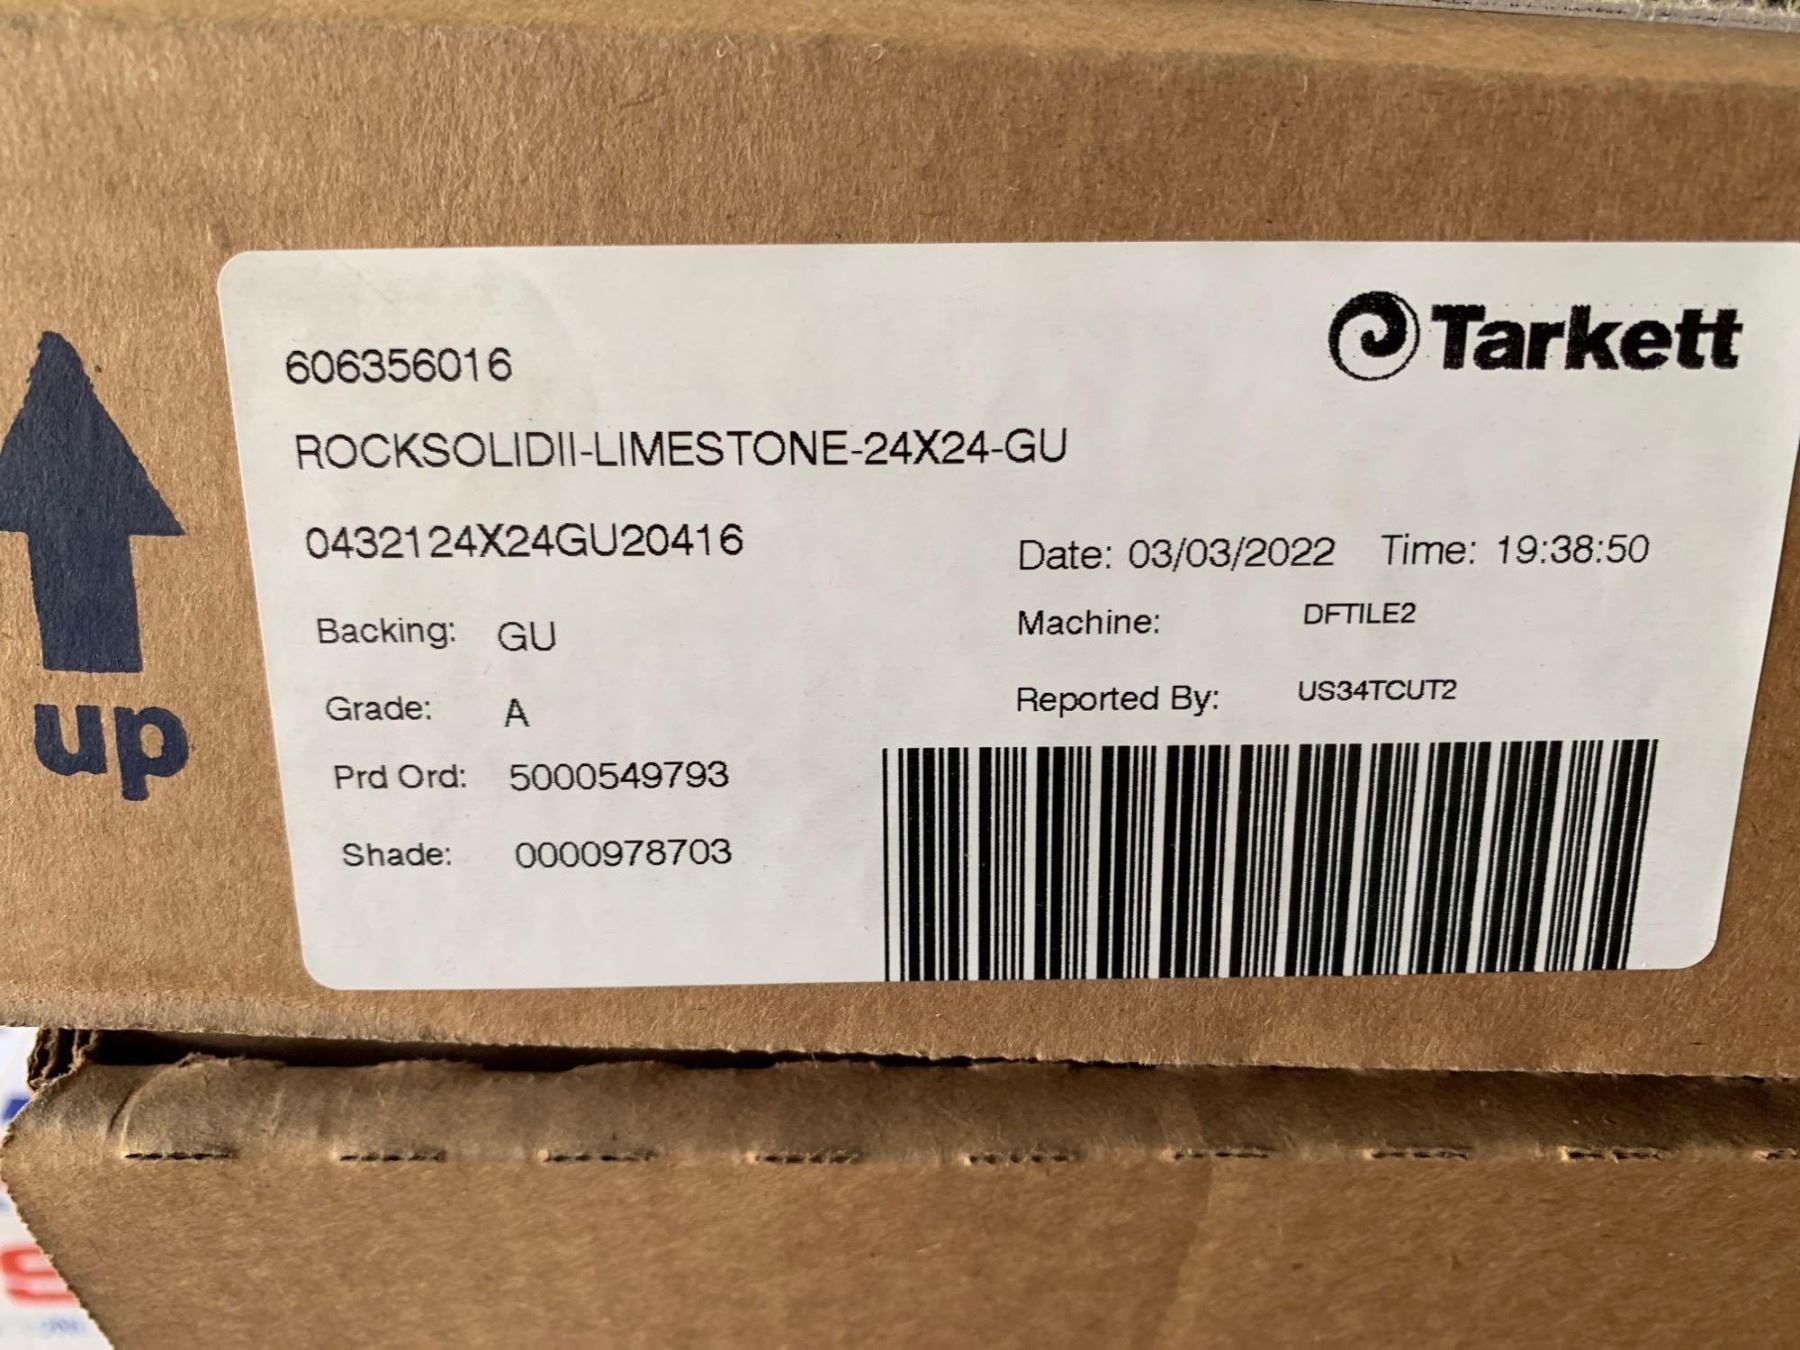 Tarkett
606356016
ROCKSOLIDII-LIMESTONE-24X24-GU
0432124X24GU20416
Date: 03/03/2022 Time: 19:38:50
Backing: GU
Machine: DFTILE2
Grade: A
Reported By: US34TCUT2
Prd Ord: 5000549793
Shade: 0000978703
up